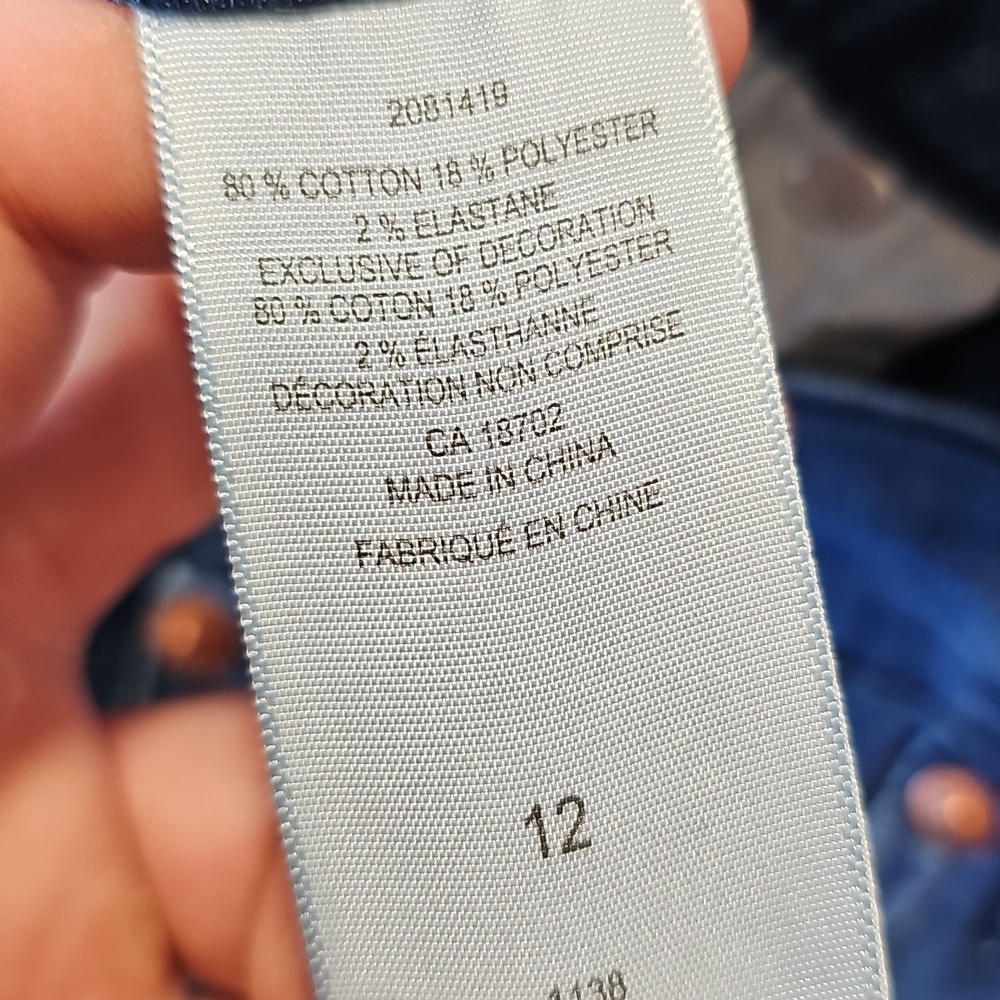 2081419
80 % COTTON 18 % POLYESTER
2 % ELASTANE
EXCLUSIVE OF DECORATION
80 % COTON 18 % POLYESTER
2 % ÉLASTHANNE
DÉCORATION NON COMPRISE
CA 18702
MADE IN CHINA
FABRIQUÉ EN CHINE
12
1138